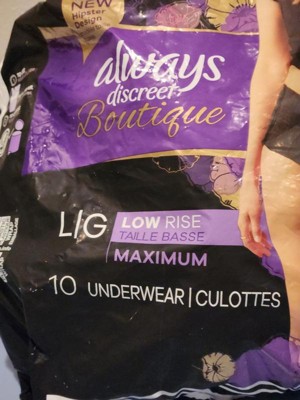 NEW
Hipster
Design
always
discreet
Boutique
L/G
LOW RISE
TAILLE BASSE
MAXIMUM
10 UNDERWEAR | CULOTTES